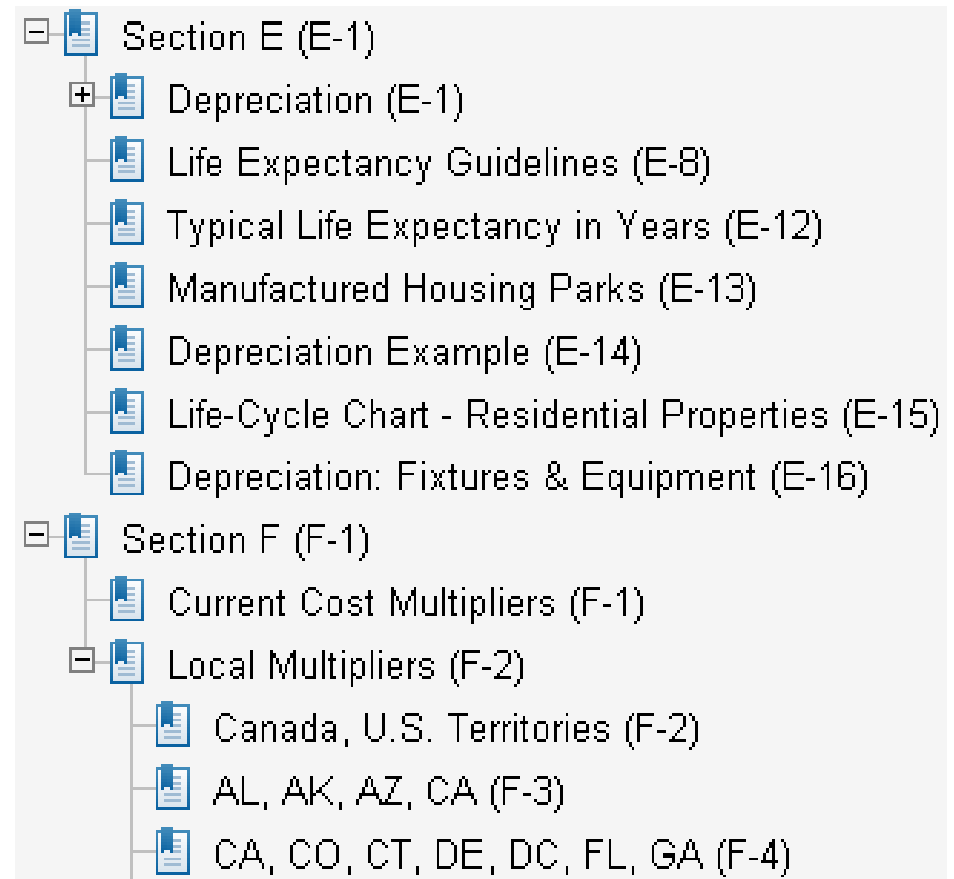 Section E (E-1)
Depreciation (E-1)
Life Expectancy Guidelines (E-8)
Typical Life Expectancy in Years (E-12)
Manufactured Housing Parks (E-13)
Depreciation Example (E-14)
Life-Cycle Chart - Residential Properties (E-15)
Depreciation: Fixtures & Equipment (E-16)
Section F (F-1)
Current Cost Multipliers (F-1)
Local Multipliers (F-2)
Canada, U.S. Territories (F-2)
AL, AK, AZ, CA (F-3)
CA, CO, CT, DE, DC, FL, GA (F-4)